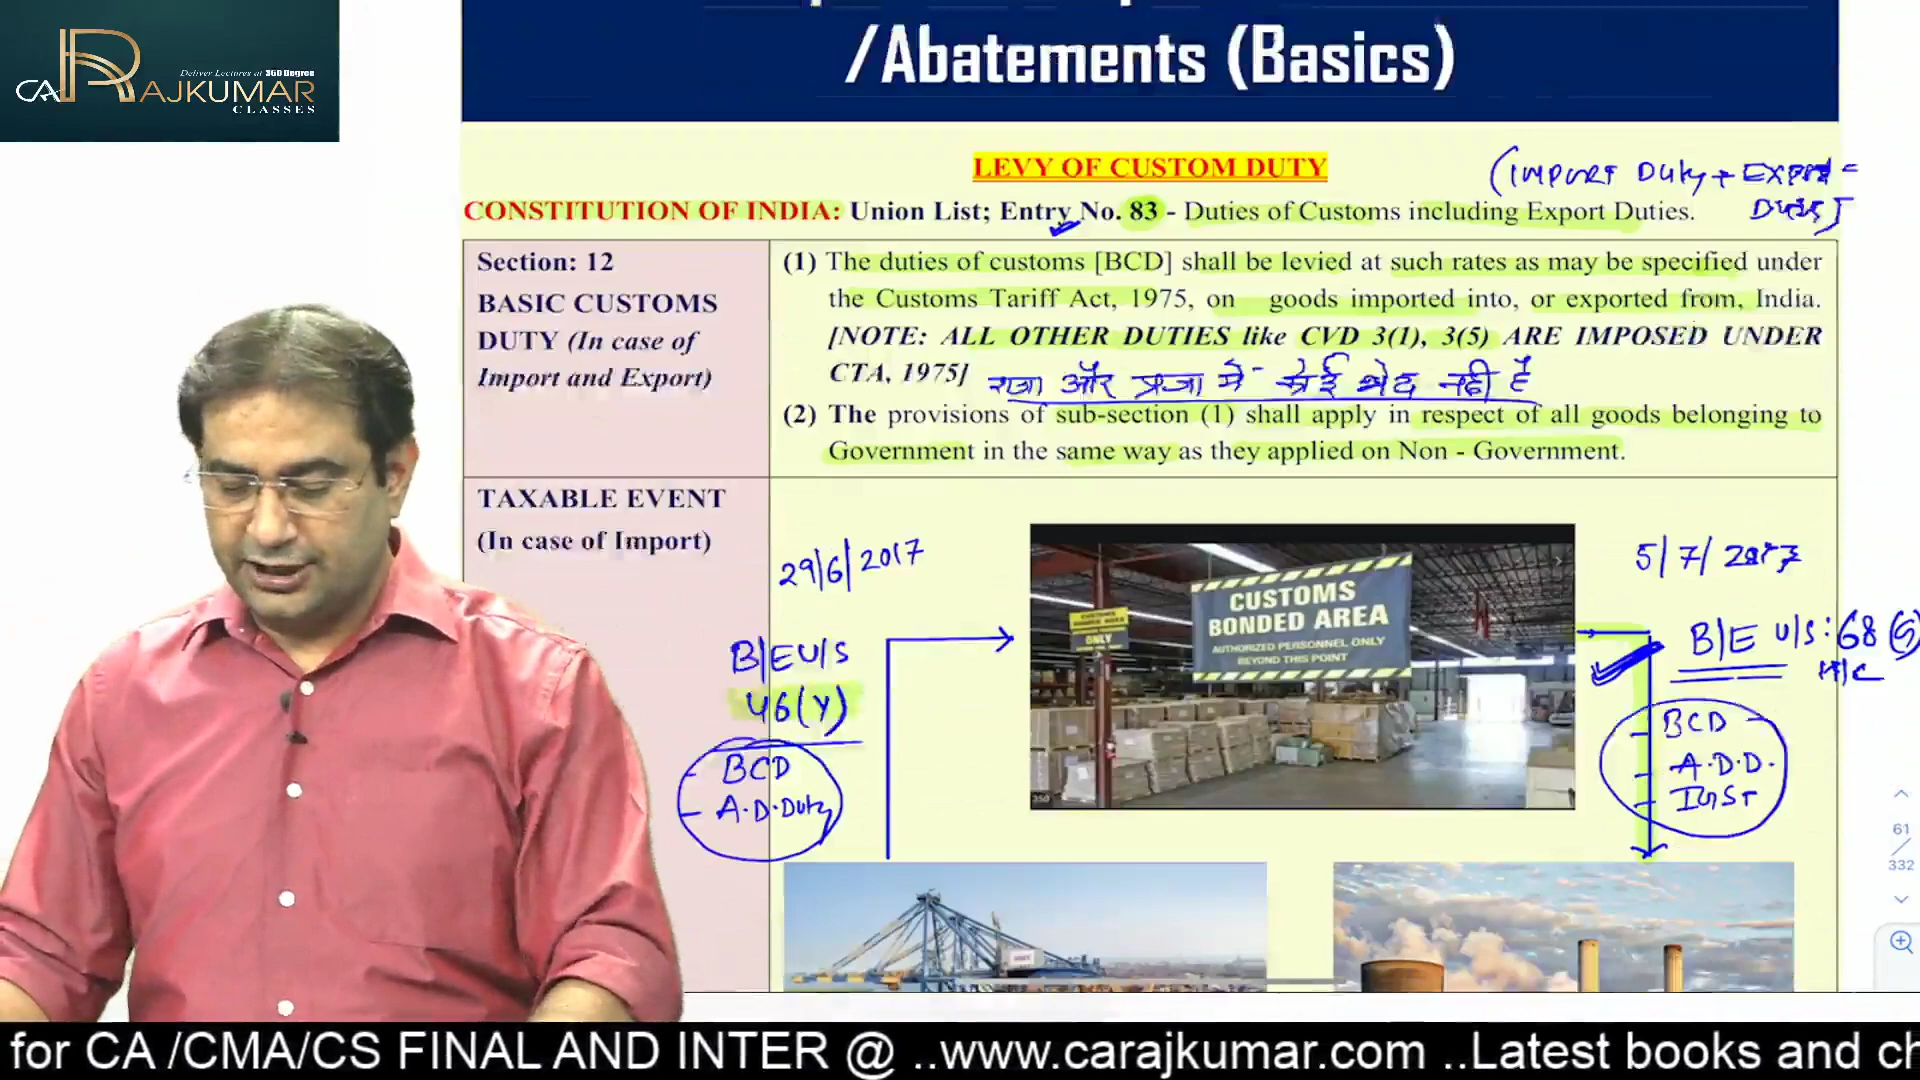 Deliver Lectures at 360 Degree
CA RAJKUMAR
CLASSES
/Abatements (Basics)
LEVY OF CUSTOM DUTY
(IMPORT Duty + EXPORT
Duty)
CONSTITUTION OF INDIA: Union List; Entry No. 83 - Duties of Customs including Export Duties.
Section: 12
BASIC CUSTOMS
DUTY (In case of
Import and Export)
(1) The duties of customs [BCD] shall be levied at such rates as may be specified under
the Customs Tariff Act, 1975, on goods imported into, or exported from, India.
[NOTE: ALL OTHER DUTIES like CVD 3(1), 3(5) ARE IMPOSED UNDER
CTA, 1975]
राजा और प्रजा में कोई भेद नही है
(2) The provisions of sub-section (1) shall apply in respect of all goods belonging to
Government in the same way as they applied on Non - Government.
TAXABLE EVENT
(In case of Import)
29/6/2017
B/E U/S
46(Y)
BCD
A.D.Duty
CUSTOMS
BONDED AREA
AUTHORIZED PERSONNEL ONLY
BEYOND THIS POINT
ONLY
350
5/7/2017
B/E U/S: 68 (G)
H/C
BCD
A.D.D.
IGST
61
/
332
for CA /CMA/CS FINAL AND INTER @ ..www.carajkumar.com ..Latest books and ch